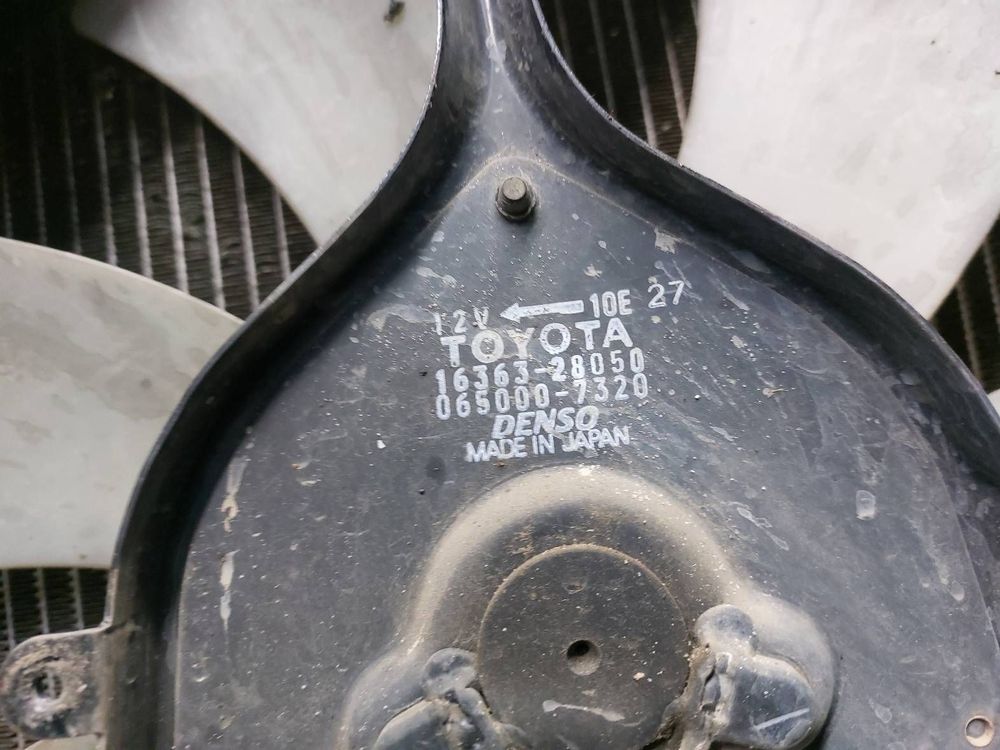 12V ← 10E 27
TOYOTA
16363-28050
065000-7320
DENSO
MADE IN JAPAN